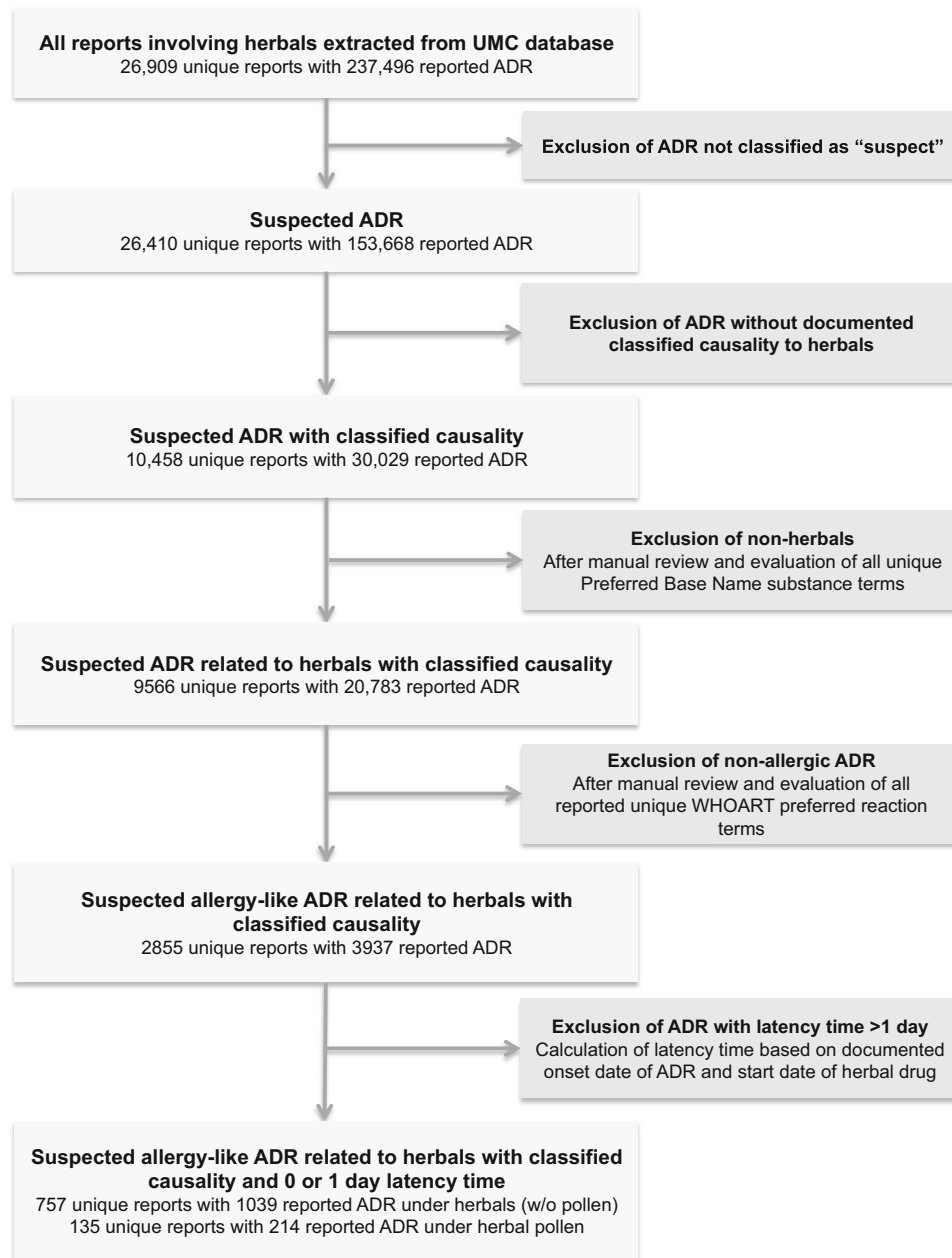 All reports involving herbals extracted from UMC database
26,909 unique reports with 237,496 reported ADR
Exclusion of ADR not classified as “suspect”
Suspected ADR
26,410 unique reports with 153,668 reported ADR
Exclusion of ADR without documented
classified causality to herbals
Suspected ADR with classified causality
10,458 unique reports with 30,029 reported ADR
Exclusion of non-herbals
After manual review and evaluation of all unique
Preferred Base Name substance terms
Suspected ADR related to herbals with classified causality
9566 unique reports with 20,783 reported ADR
Exclusion of non-allergic ADR
After manual review and evaluation of all
reported unique WHOART preferred reaction
terms
Suspected allergy-like ADR related to herbals with
classified causality
2855 unique reports with 3937 reported ADR
Exclusion of ADR with latency time >1 day
Calculation of latency time based on documented
onset date of ADR and start date of herbal drug
Suspected allergy-like ADR related to herbals with classified
causality and 0 or 1 day latency time
757 unique reports with 1039 reported ADR under herbals (w/o pollen)
135 unique reports with 214 reported ADR under herbal pollen